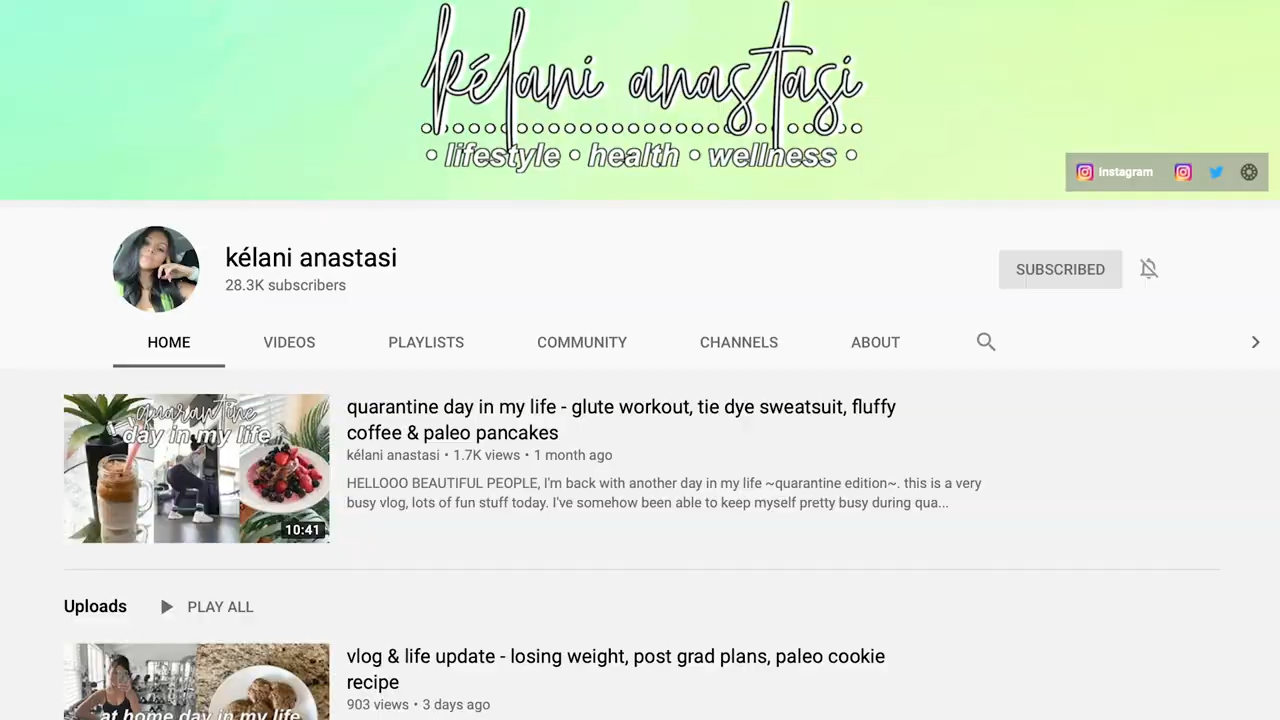 kélani anastasi
• lifestyle • health • wellness •
Instagram
kélani anastasi
28.3K subscribers
SUBSCRIBED
HOME VIDEOS PLAYLISTS COMMUNITY CHANNELS ABOUT
quarantine
day in my life
10:41
quarantine day in my life - glute workout, tie dye sweatsuit, fluffy
coffee & paleo pancakes
kélani anastasi • 1.7K views • 1 month ago
HELLOOO BEAUTIFUL PEOPLE, I'm back with another day in my life ~quarantine edition~. this is a very
busy vlog, lots of fun stuff today. I've somehow been able to keep myself pretty busy during qua...
Uploads PLAY ALL
at home day in my life
vlog & life update - losing weight, post grad plans, paleo cookie
recipe
903 views • 3 days ago